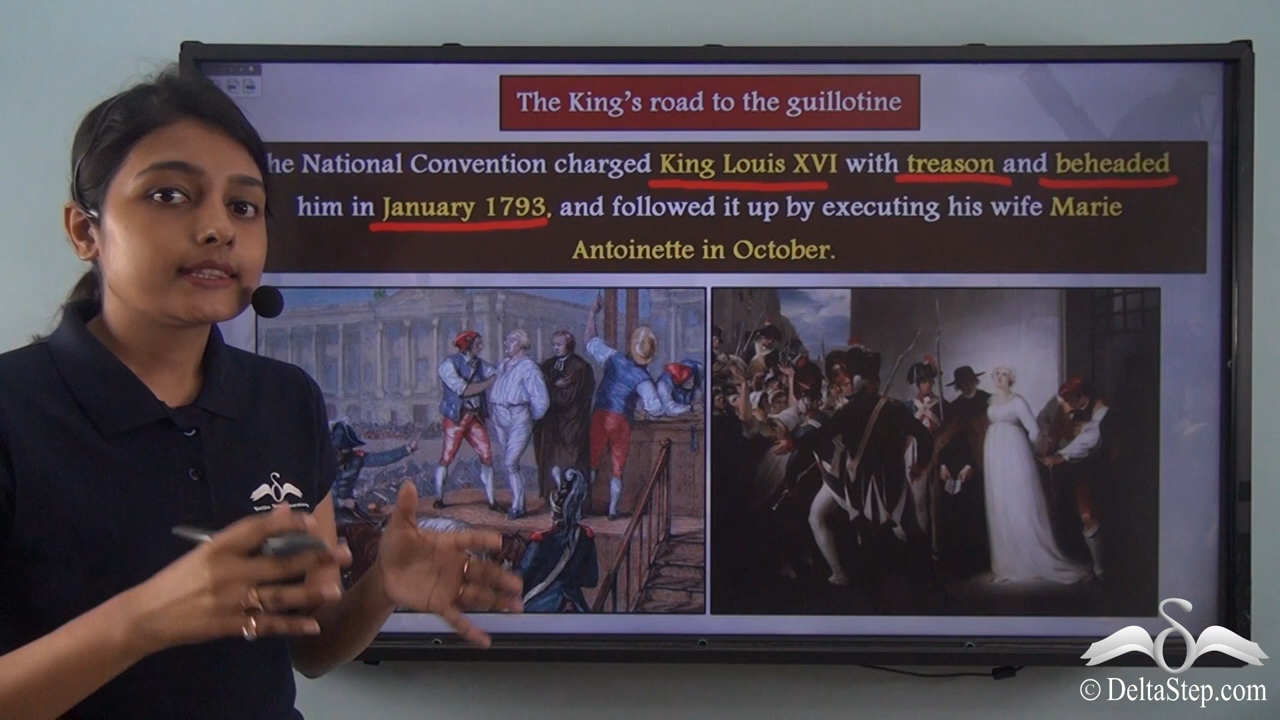 The King's road to the guillotine
he National Convention charged King Louis XVI with treason and beheaded
him in January 1793, and followed it up by executing his wife Marie
Antoinette in October.
© DeltaStep.com